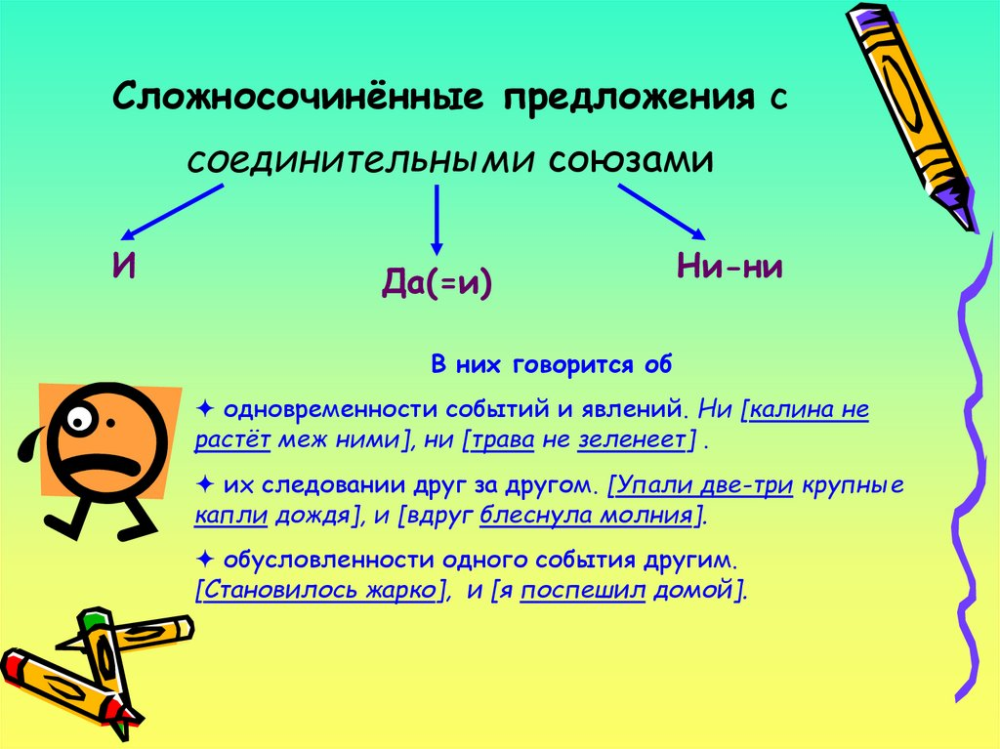 Сложносочинённые предложения с
соединительными союзами
И
Да(=и)
Ни-ни
В них говорится об
✦ одновременности событий и явлений. Ни [калина не
растёт меж ними], ни [трава не зеленеет] .
✦ их следовании друг за другом. [Упали две-три крупные
капли дождя], и [вдруг блеснула молния].
✦ обусловленности одного события другим.
[Становилось жарко], и [я поспешил домой].